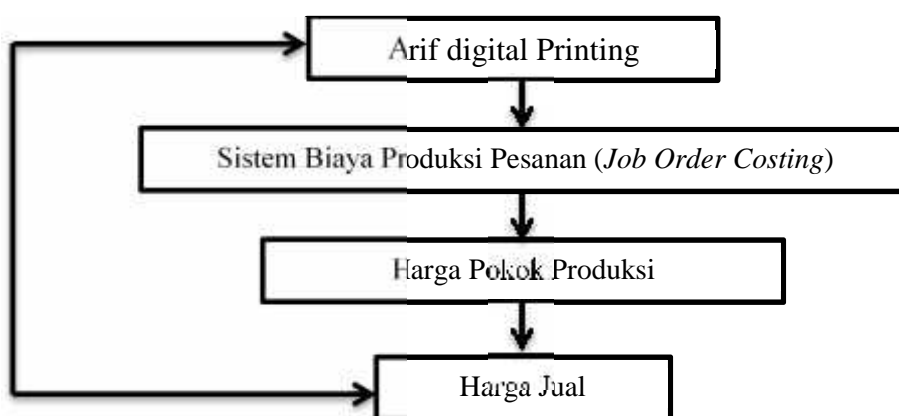 Arif digital Printing
Sistem Biaya Produksi Pesanan (Job Order Costing)
Harga Pokok Produksi
Harga Jual